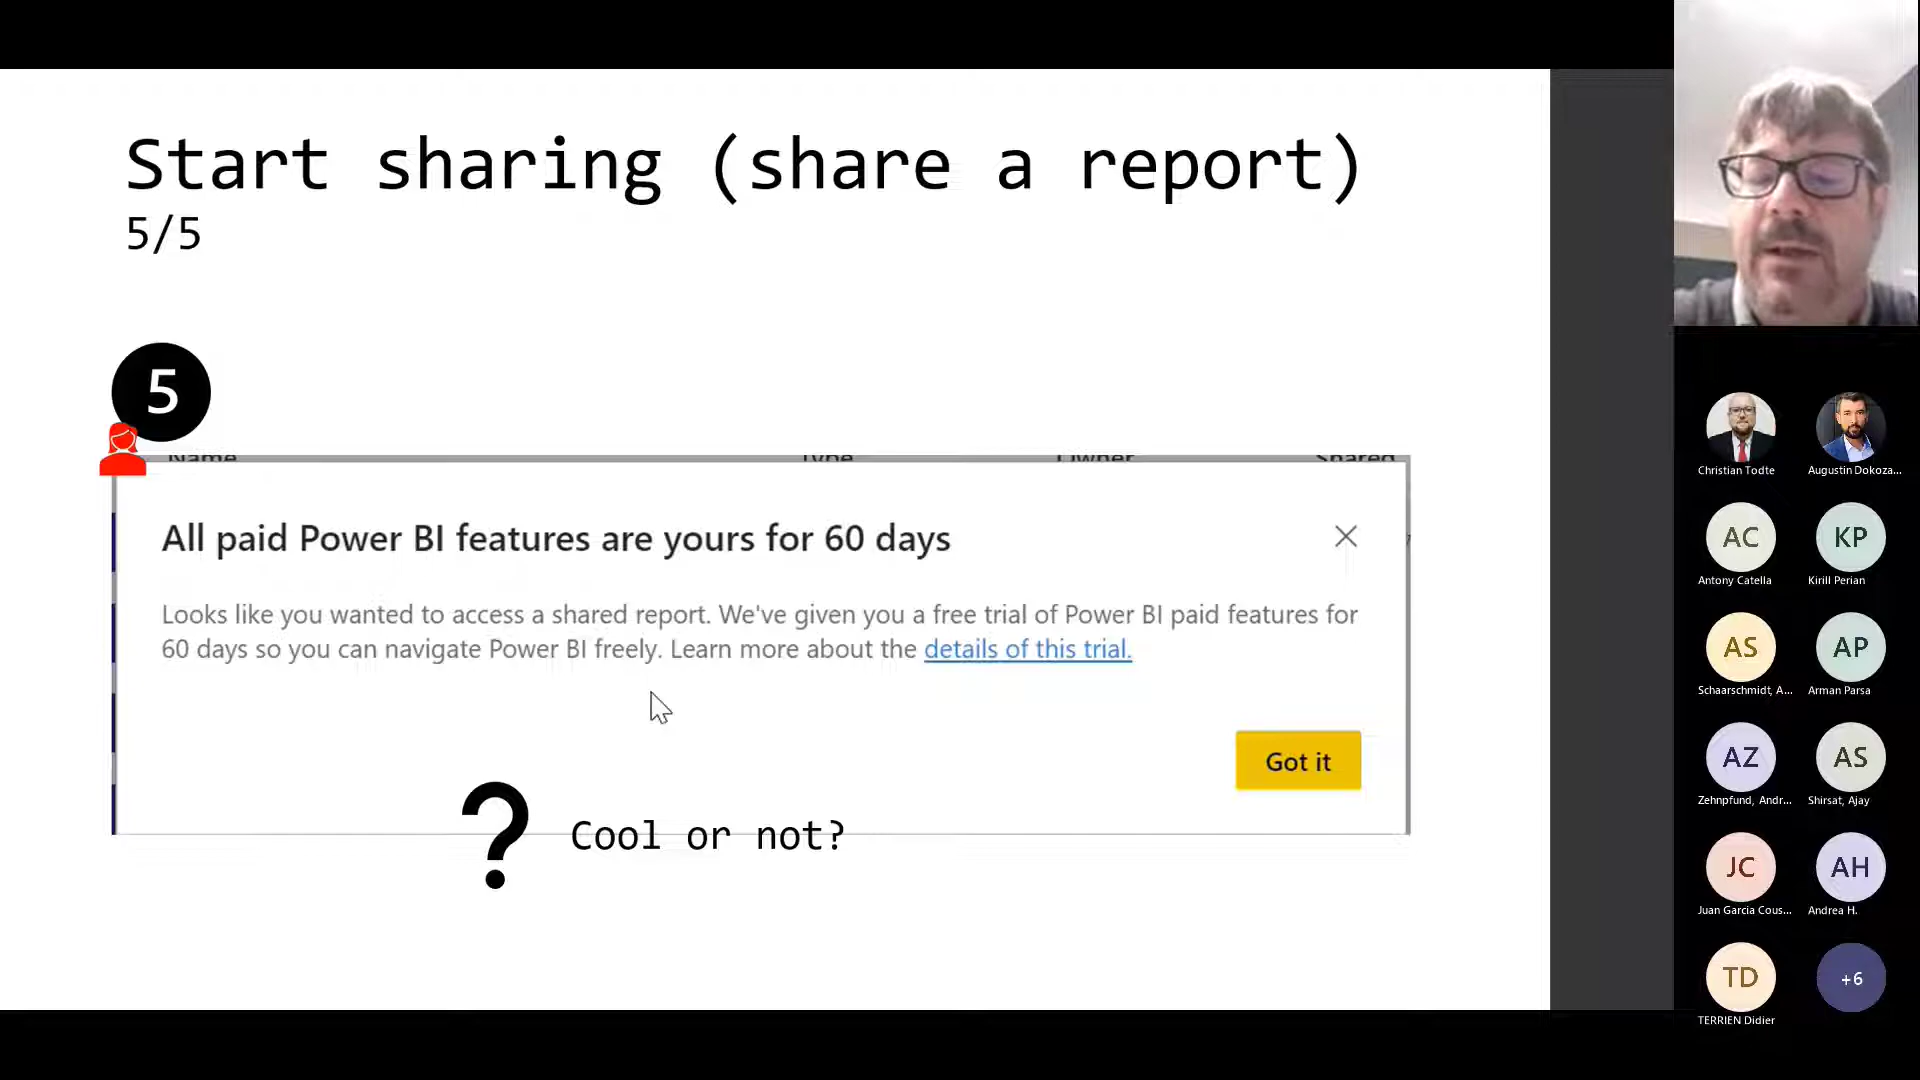 Start sharing (share a report)
5/5
5
Name Type Owner Shared
All paid Power BI features are yours for 60 days
Looks like you wanted to access a shared report. We've given you a free trial of Power BI paid features for
60 days so you can navigate Power BI freely. Learn more about the details of this trial.
Got it
? Cool or not?
Christian Todte
Augustin Dokoza...
AC
Antony Catella
KP
Kirill Perian
AS
Schaarschmidt, A...
AP
Arman Parsa
AZ
Zehnpfund, Andr...
AS
Shirsat, Ajay
JC
Juan Garcia Cous...
AH
Andrea H.
TD
TERRIEN Didier
+6